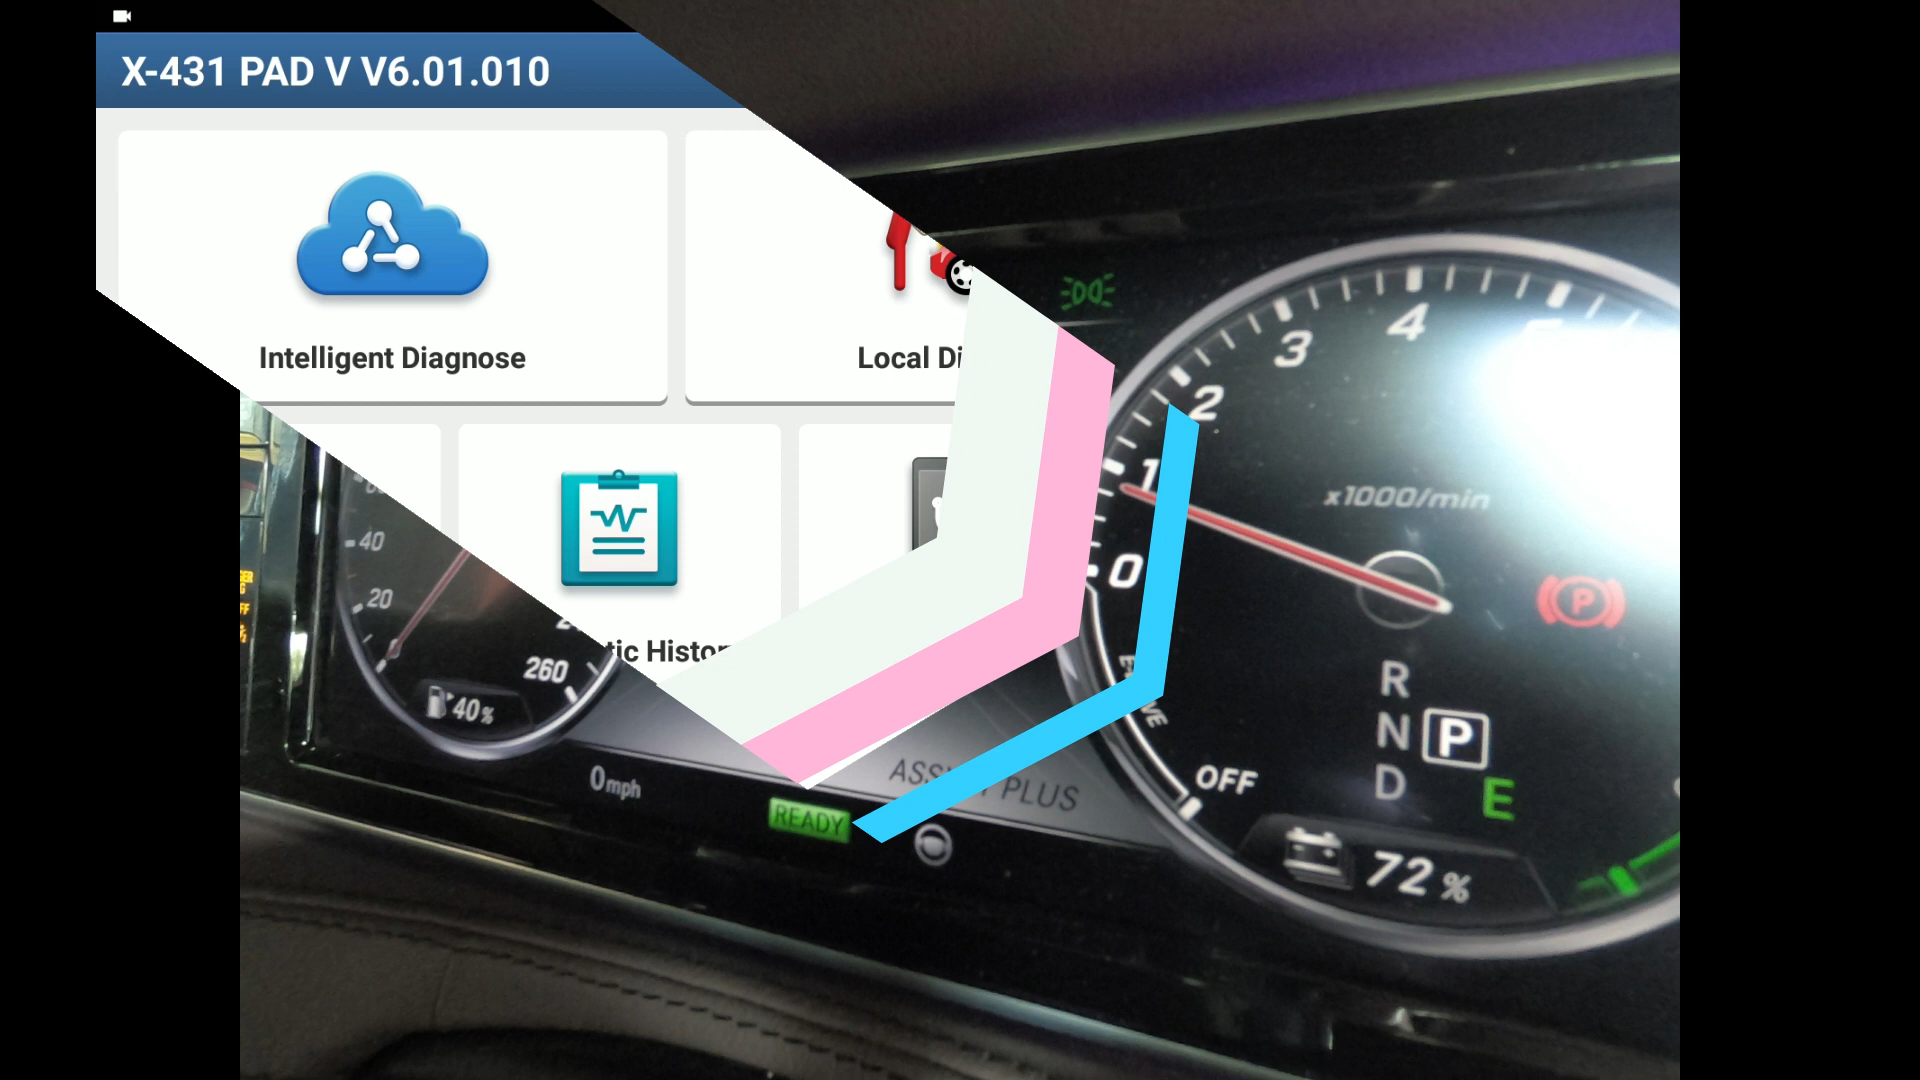 X-431 PAD V V6.01.010
Intelligent Diagnose
Local Di
tic Histor
40
20
260
40%
0mph
READY
PLUS
4
3
2
1
0
x1000/min
P
R
N P
D
E
OFF
72%